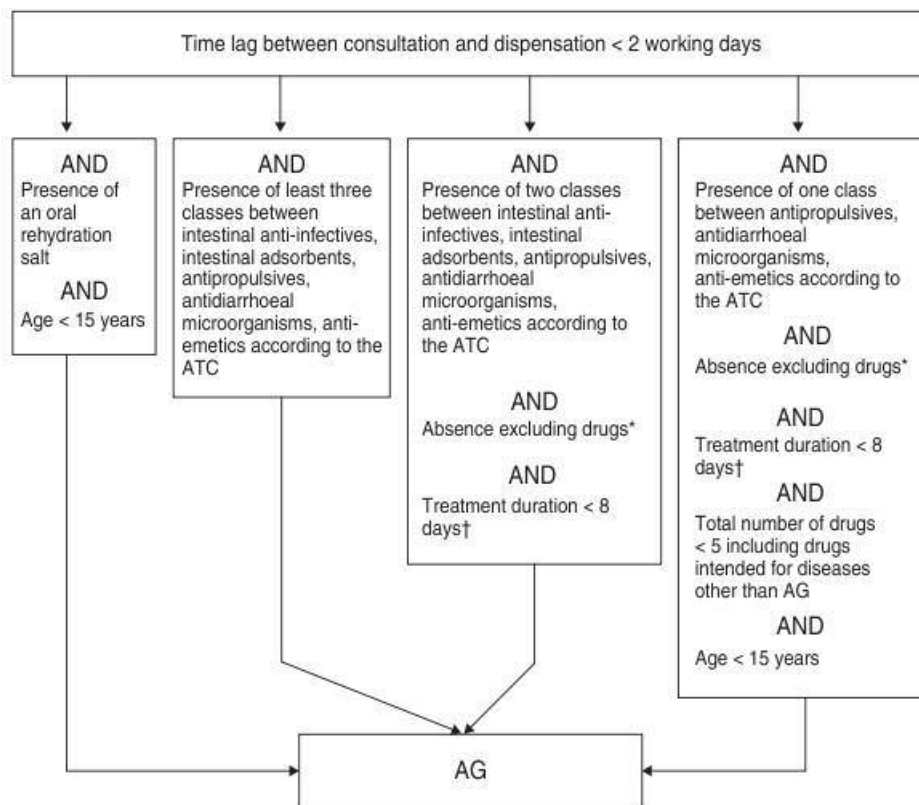 Time lag between consultation and dispensation < 2 working days
AND
Presence of
an oral
rehydration
salt
AND
Age < 15 years
AND
Presence of least three
classes between
intestinal anti-infectives,
intestinal adsorbents,
antipropulsives,
antidiarrhoeal
microorganisms, anti-
emetics according to the
ATC
AND
Presence of two classes
between intestinal anti-
infectives, intestinal
adsorbents, antipropulsives,
antidiarrhoeal
microorganisms,
anti-emetics according to
the ATC
AND
Absence excluding drugs*
AND
Treatment duration < 8
days†
AND
Presence of one class
between antipropulsives,
antidiarrhoeal
microorganisms,
anti-emetics according to
the ATC
AND
Absence excluding drugs*
AND
Treatment duration < 8
days†
AND
Total number of drugs
< 5 including drugs
intended for diseases
other than AG
AND
Age < 15 years
AG